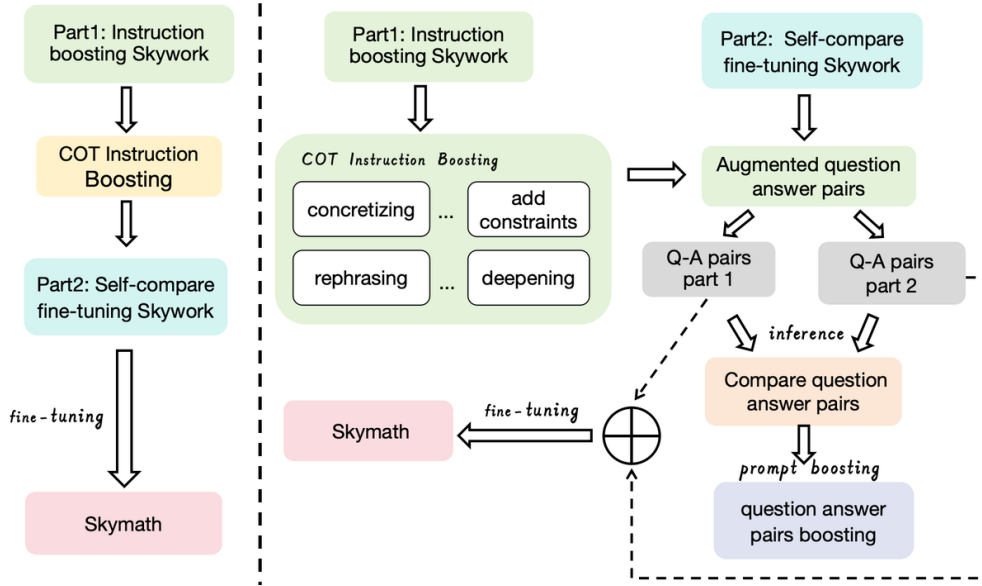 Part1: Instruction
boosting Skywork
COT Instruction
Boosting
Part2: Self-compare
fine-tuning Skywork
fine-tuning
Skymath
Part1: Instruction
boosting Skywork
COT Instruction Boosting
concretizing
...
add
constraints
rephrasing
...
deepening
Part2: Self-compare
fine-tuning Skywork
Augmented question
answer pairs
Q-A pairs
part 1
Q-A pairs
part 2
inference
Compare question
answer pairs
prompt boosting
question answer
pairs boosting
fine-tuning
Skymath